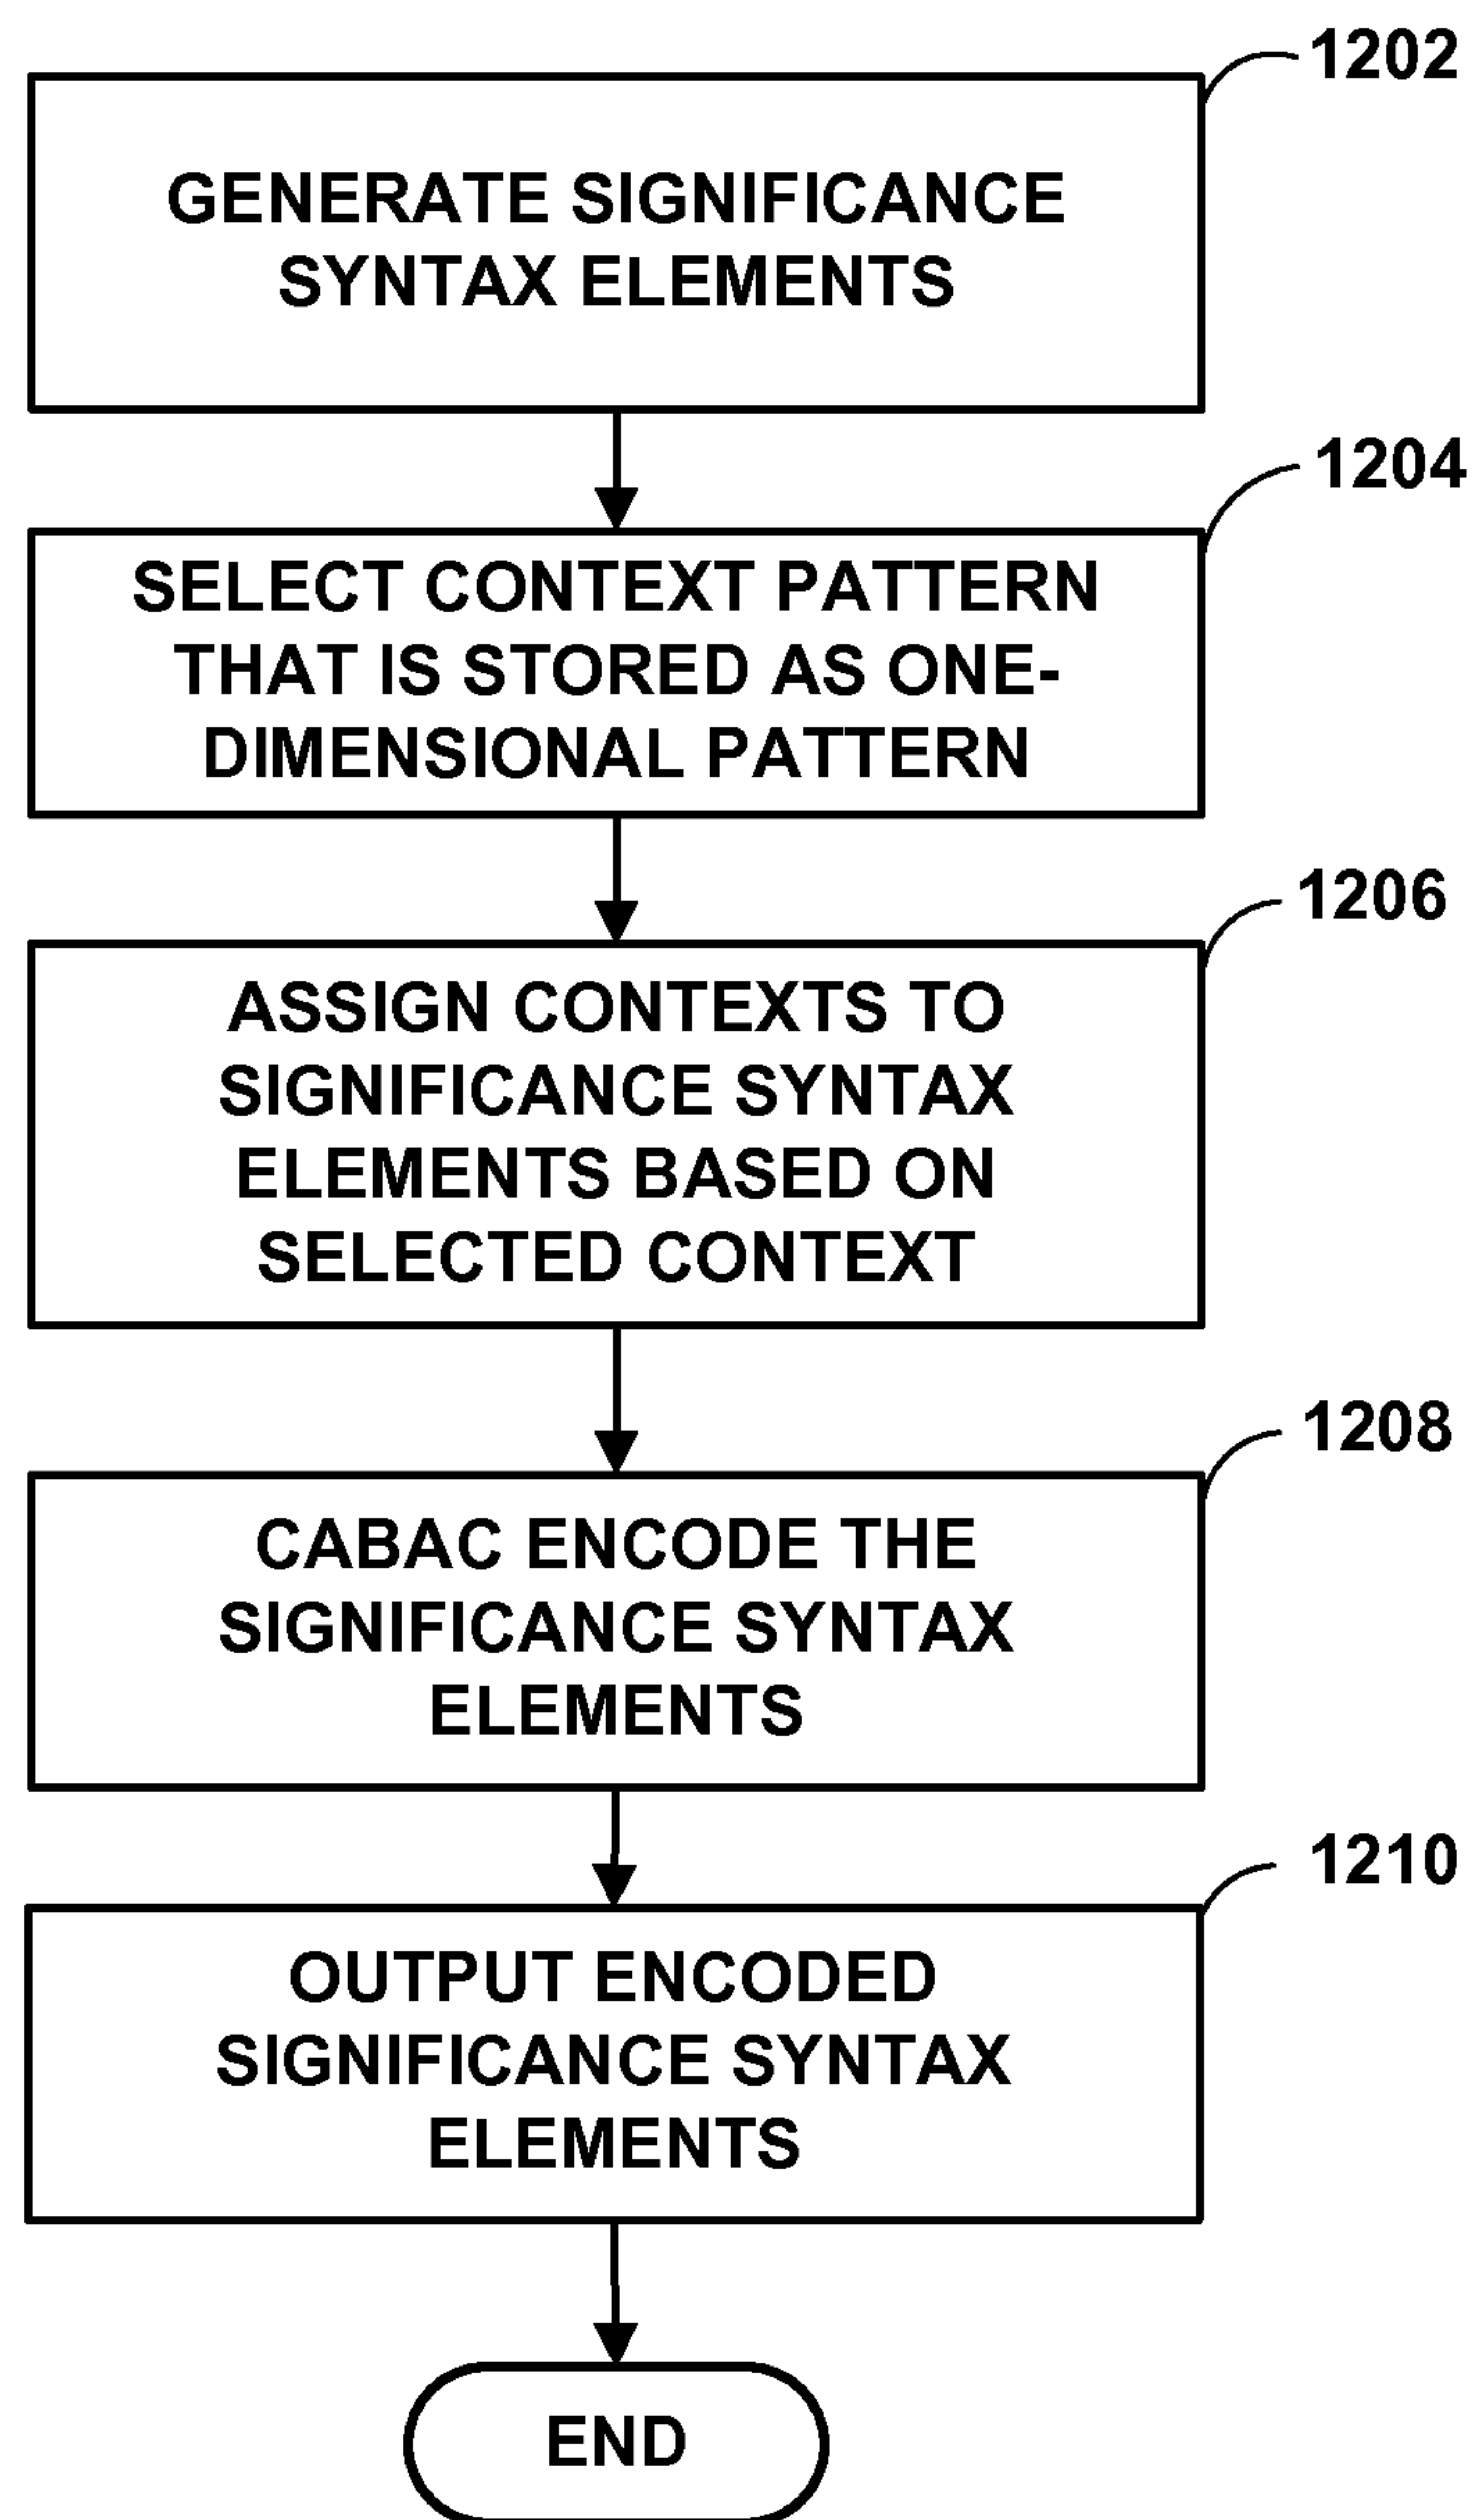 1202
GENERATE SIGNIFICANCE
SYNTAX ELEMENTS
1204
SELECT CONTEXT PATTERN
THAT IS STORED AS ONE-
DIMENSIONAL PATTERN
1206
ASSIGN CONTEXTS TO
SIGNIFICANCE SYNTAX
ELEMENTS BASED ON
SELECTED CONTEXT
1208
CABAC ENCODE THE
SIGNIFICANCE SYNTAX
ELEMENTS
1210
OUTPUT ENCODED
SIGNIFICANCE SYNTAX
ELEMENTS
END